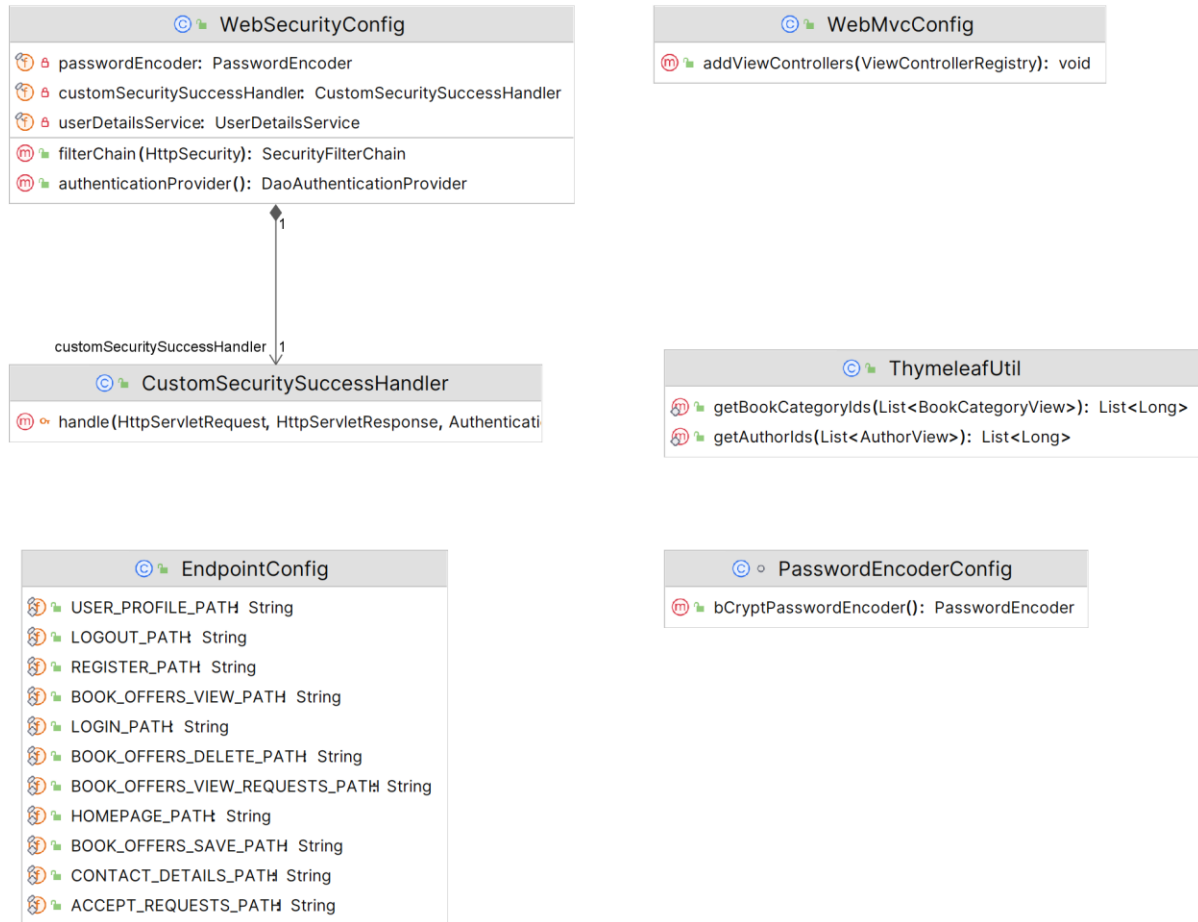 WebSecurityConfig
passwordEncoder: PasswordEncoder
customSecuritySuccessHandler: CustomSecuritySuccessHandler
userDetailsService: UserDetailsService
filterChain(HttpSecurity): SecurityFilterChain
authenticationProvider(): DaoAuthenticationProvider
1
customSecuritySuccessHandler 1
CustomSecuritySuccessHandler
handle(HttpServletRequest, HttpServletResponse, Authenticati
WebMvcConfig
addViewControllers(ViewControllerRegistry): void
ThymeleafUtil
getBookCategoryIds(List<BookCategoryView>): List<Long>
getAuthorIds(List<AuthorView>): List<Long>
EndpointConfig
USER_PROFILE_PATH: String
LOGOUT_PATH: String
REGISTER_PATH: String
BOOK_OFFERS_VIEW_PATH: String
LOGIN_PATH: String
BOOK_OFFERS_DELETE_PATH: String
BOOK_OFFERS_VIEW_REQUESTS_PATH: String
HOMEPAGE_PATH: String
BOOK_OFFERS_SAVE_PATH: String
CONTACT_DETAILS_PATH: String
ACCEPT_REQUESTS_PATH: String
PasswordEncoderConfig
bCryptPasswordEncoder(): PasswordEncoder